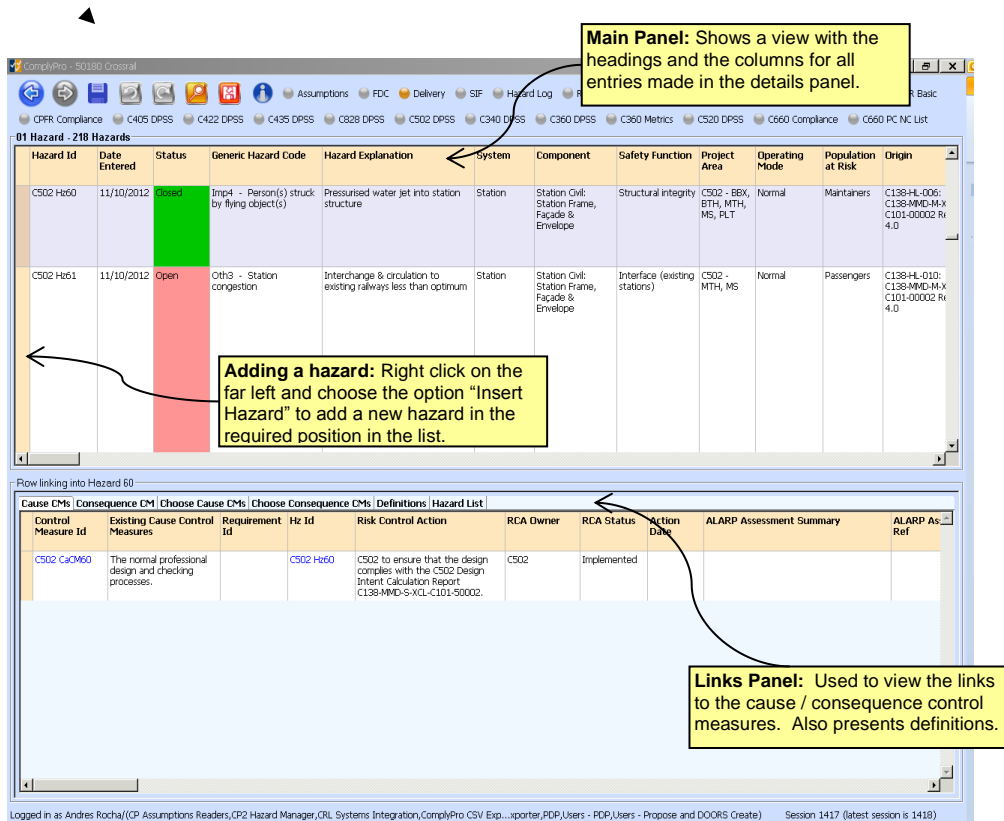 Main Panel: Shows a view with the
headings and the columns for all
entries made in the details panel.
ComplyPro - 50180 Crossrail
Assumptions FDC Delivery SIF Hazard Log Basic
CPFR Compliance C405 DPSS C422 DPSS C435 DPSS C828 DPSS C502 DPSS C340 DPSS C360 DPSS C360 Metrics C520 DPSS C660 Compliance C660 PC NC List
01 Hazard - 218 Hazards
Hazard Id Date Entered Status Generic Hazard Code Hazard Explanation System Component Safety Function Project Area Operating Mode Population at Risk Origin
C502 Hz60 11/10/2012 Closed Imp4 - Person(s) struck by flying object(s) Pressurised water jet into station structure Station Station Civil: Station Frame, Façade & Envelope Structural integrity C502 - BBX, BTH, MTH, MS, PLT Normal Maintainers C138-HL-006: C138-MMD-M-X C101-00002 Re 4.0
C502 Hz61 11/10/2012 Open Oth3 - Station congestion Interchange & circulation to existing railways less than optimum Station Station Civil: Station Frame, Façade & Envelope Interface (existing stations) C502 - MTH, MS Normal Passengers C138-HL-010: C138-MMD-M-X C101-00002 Re 4.0
Adding a hazard: Right click on the
far left and choose the option “Insert
Hazard” to add a new hazard in the
required position in the list.
Row linking into Hazard 60
Cause CMs Consequence CM Choose Cause CMs Choose Consequence CMs Definitions Hazard List
Control Measure Id Existing Cause Control Measures Requirement Id Hz Id Risk Control Action RCA Owner RCA Status Action Date ALARP Assessment Summary ALARP As Ref
C502 CaCM60 The normal professional design and checking processes. C502 Hz60 C502 to ensure that the design complies with the C502 Design Intent Calculation Report C138-MMD-S-XCL-C101-50002. C502 Implemented
Links Panel: Used to view the links
to the cause / consequence control
measures. Also presents definitions.
Logged in as Andres Rocha/(CP Assumptions Readers,CP2 Hazard Manager,CRL Systems Integration,ComplyPro CSV Exp...xporter,PDP,Users - PDP,Users - Propose and DOORS Create) Session 1417 (latest session is 1418)